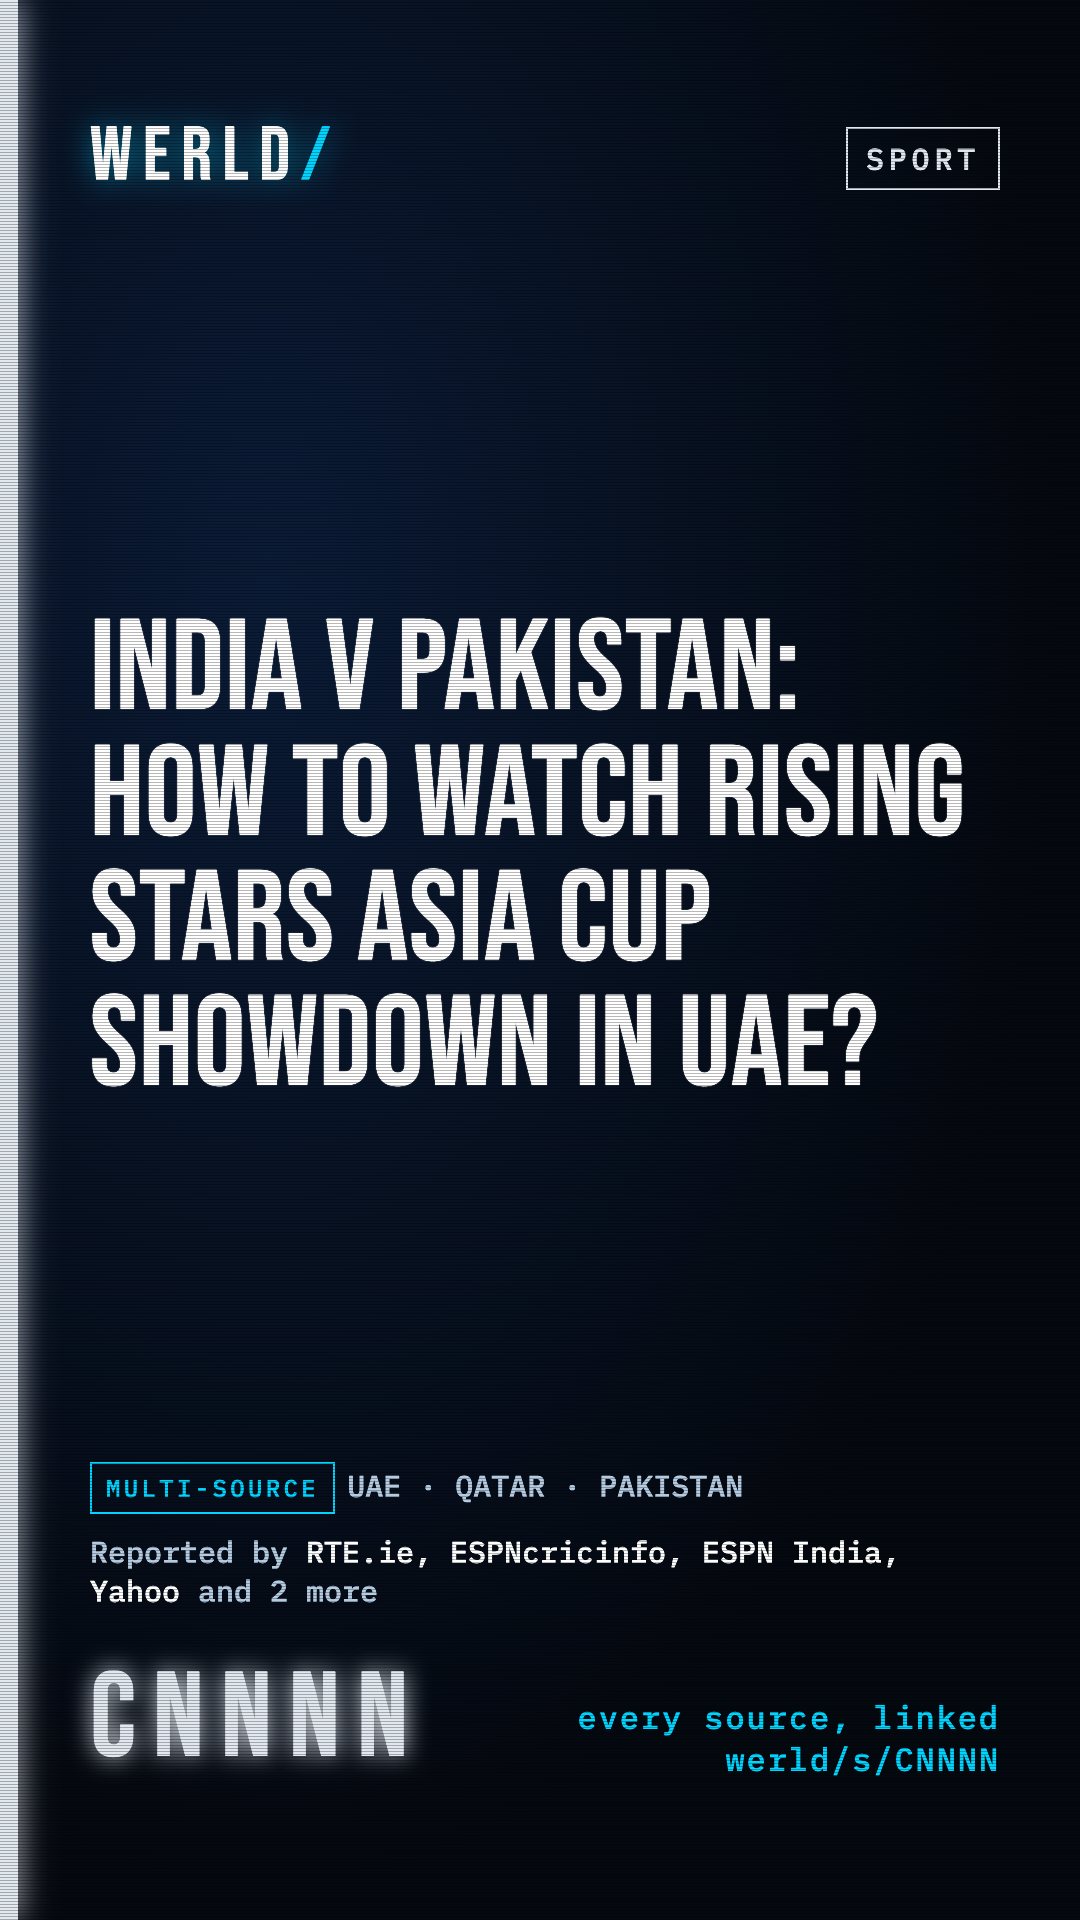 WERLD/
SPORT
INDIA V PAKISTAN:
HOW TO WATCH RISING
STARS ASIA CUP
SHOWDOWN IN UAE?
MULTI-SOURCE UAE · QATAR · PAKISTAN
Reported by RTE.ie, ESPNcricinfo, ESPN India,
Yahoo and 2 more
CNNNN
every source, linked
werld/s/CNNNN